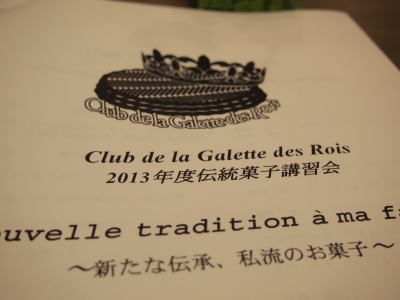 Club de la Galette des Rois
Club de la Galette des Rois
2013年度伝統菓子講習会
nouvelle tradition à ma
～新たな伝承、私流のお菓子～